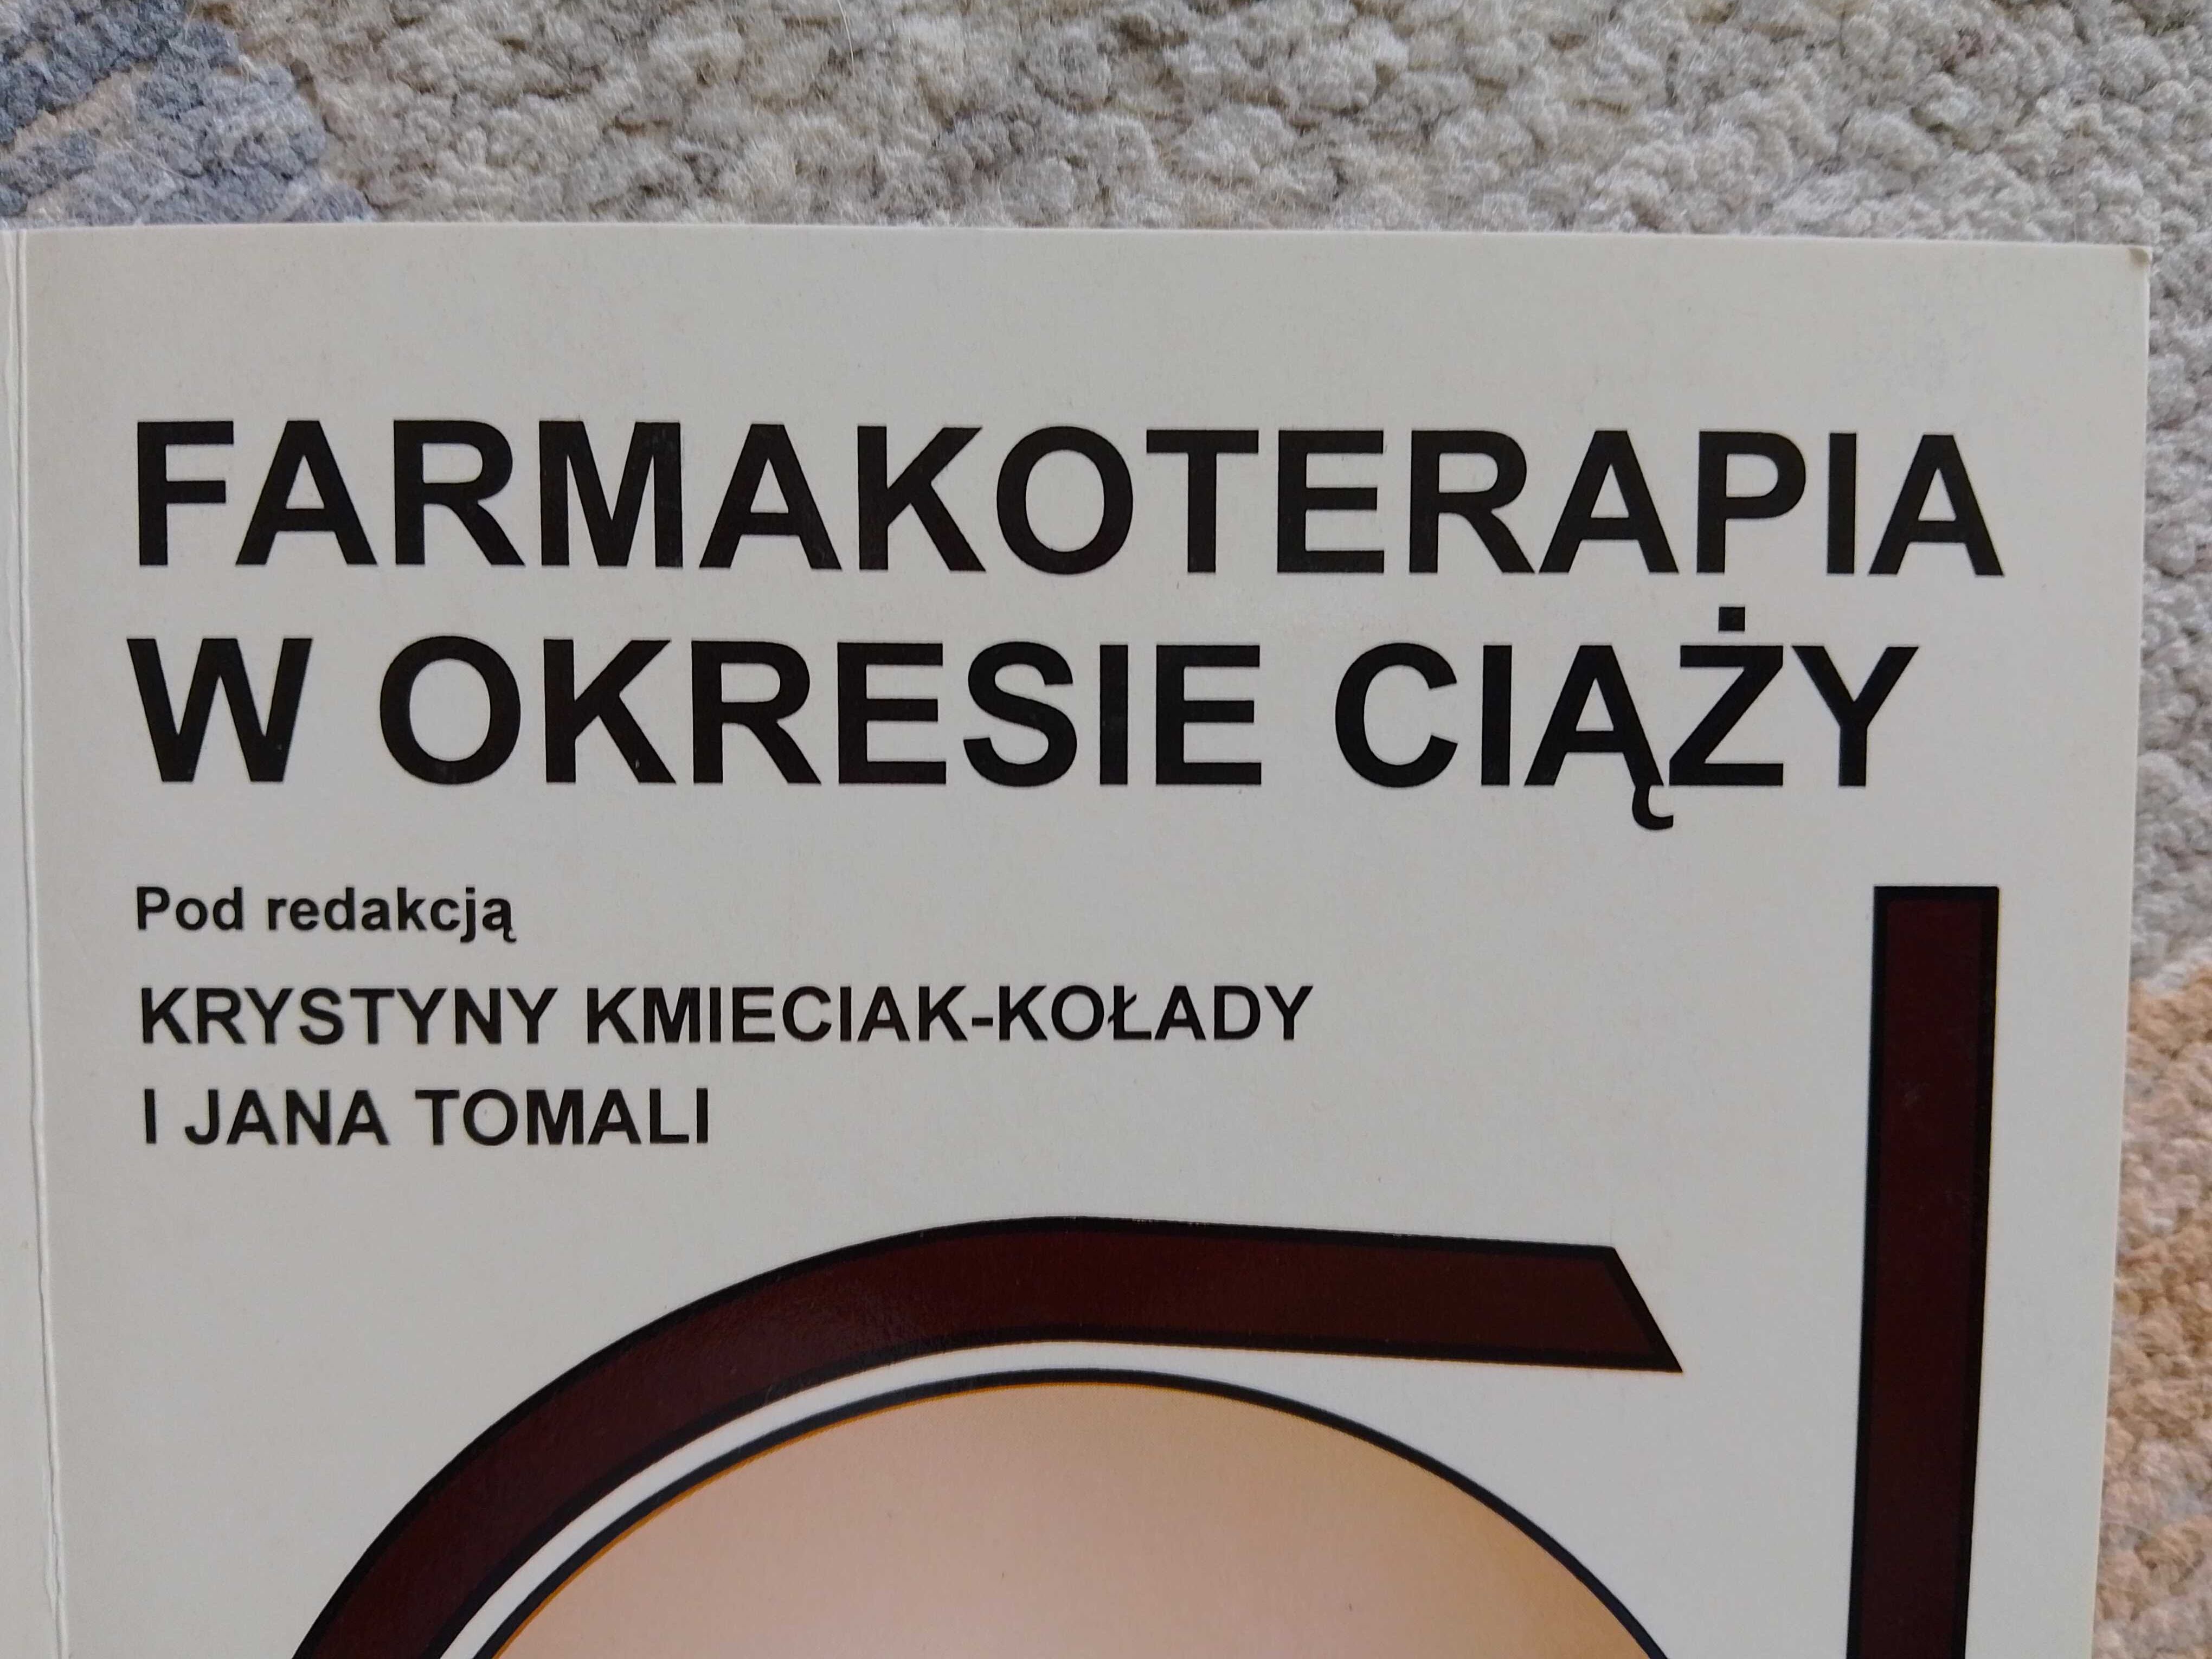 FARMAKOTERAPIA
W OKRESIE CIĄŻY
Pod redakcją
KRYSTYNY KMIECIAK-KOŁADY
I JANA TOMALI